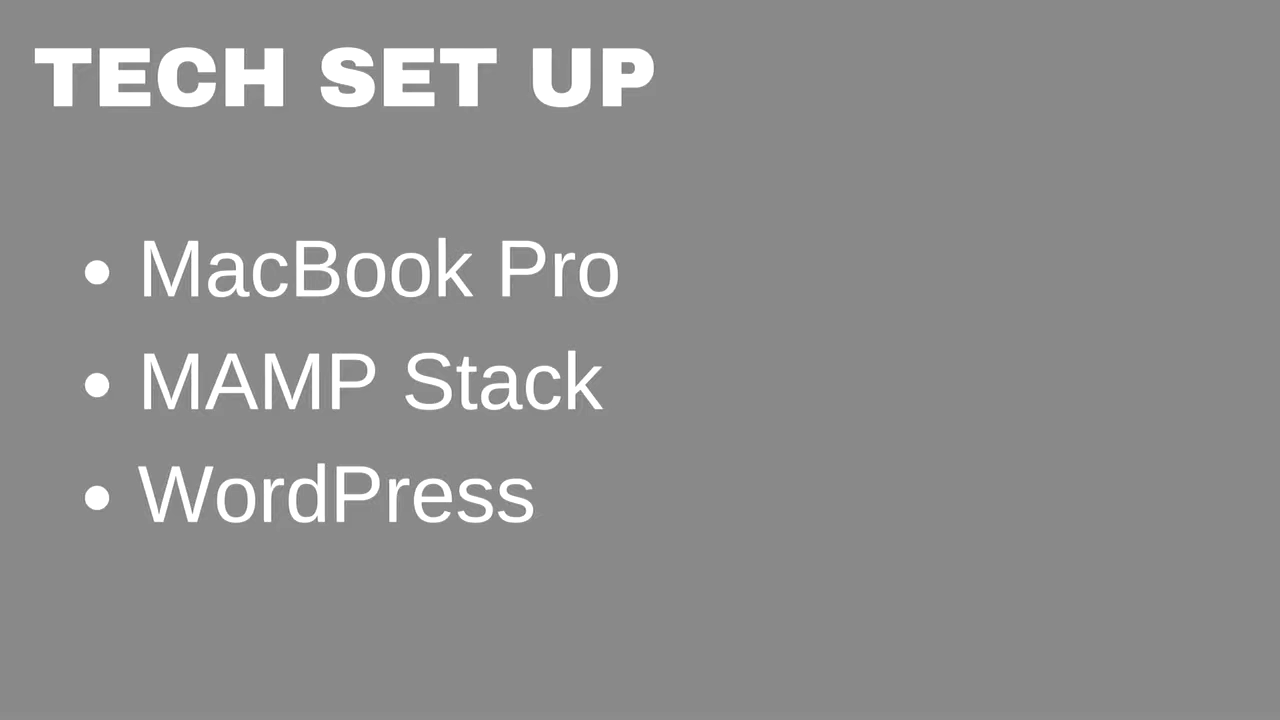 TECH SET UP
• MacBook Pro
• MAMP Stack
• WordPress